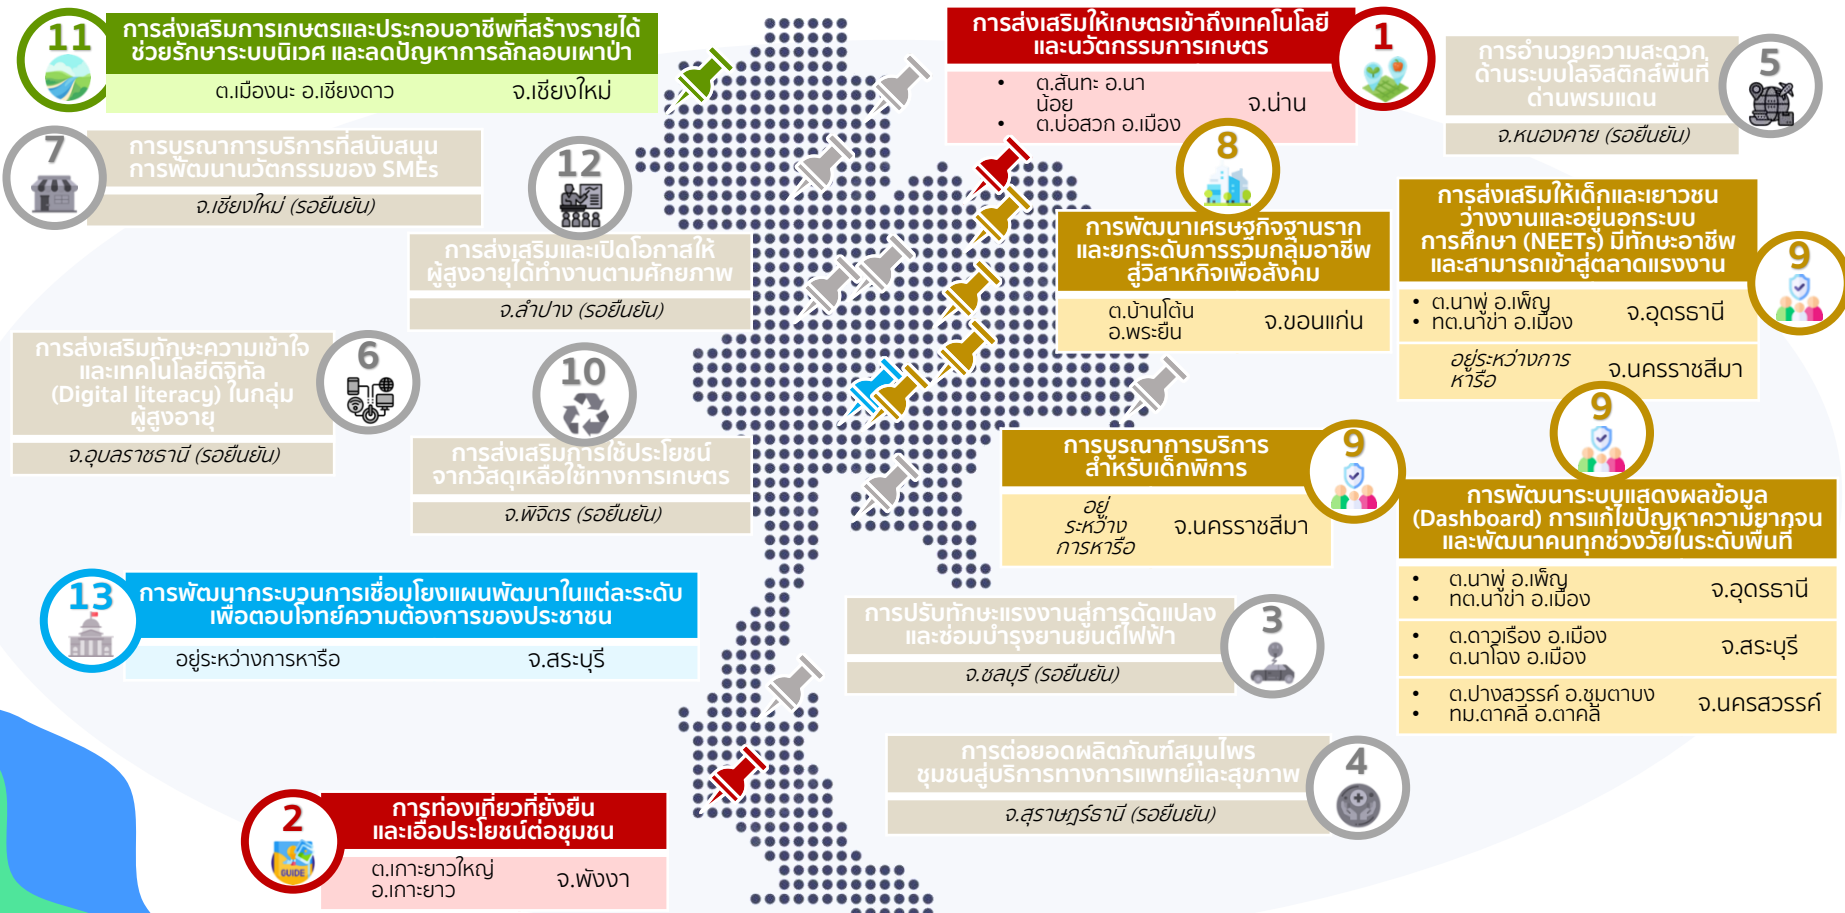 11
การส่งเสริมการเกษตรและประกอบอาชีพที่สร้างรายได้
ช่วยรักษาระบบนิเวศ และลดปัญหาการลักลอบเผาป่า
ต.เมืองนะ อ.เชียงดาว จ.เชียงใหม่
การส่งเสริมให้เกษตรเข้าถึงเทคโนโลยี
และนวัตกรรมการเกษตร
1
• ต.สันทะ อ.นา
น้อย
• ต.บ่อสวก อ.เมือง
จ.น่าน
การอำนวยความสะดวก
ด้านระบบโลจิสติกส์พื้นที่
ด่านพรมแดน
5
จ.หนองคาย (รอยืนยัน)
7
การบูรณาการบริการที่สนับสนุน
การพัฒนานวัตกรรมของ SMEs
จ.เชียงใหม่ (รอยืนยัน)
12
การส่งเสริมและเปิดโอกาสให้
ผู้สูงอายุได้ทำงานตามศักยภาพ
จ.ลำปาง (รอยืนยัน)
8
การพัฒนาเศรษฐกิจฐานราก
และยกระดับการรวมกลุ่มอาชีพ
สู่วิสาหกิจเพื่อสังคม
ต.บ้านโต้น
อ.พระยืน
จ.ขอนแก่น
การส่งเสริมให้เด็กและเยาวชน
ว่างงานและอยู่นอกระบบ
การศึกษา (NEETs) มีทักษะอาชีพ
และสามารถเข้าสู่ตลาดแรงงาน
9
• ต.นาพู่ อ.เพ็ญ
• ทต.นาข่า อ.เมือง
จ.อุดรธานี
อยู่ระหว่างการ
หารือ
จ.นครราชสีมา
การส่งเสริมทักษะความเข้าใจ
และเทคโนโลยีดิจิทัล
(Digital literacy) ในกลุ่ม
ผู้สูงอายุ
6
จ.อุบลราชธานี (รอยืนยัน)
10
การส่งเสริมการใช้ประโยชน์
จากวัสดุเหลือใช้ทางการเกษตร
จ.พิจิตร (รอยืนยัน)
การบูรณาการบริการ
สำหรับเด็กพิการ
9
อยู่
ระหว่าง
การหารือ
จ.นครราชสีมา
9
การพัฒนาระบบแสดงผลข้อมูล
(Dashboard) การแก้ไขปัญหาความยากจน
และพัฒนาคนทุกช่วงวัยในระดับพื้นที่
• ต.นาพู่ อ.เพ็ญ
• ทต.นาข่า อ.เมือง
จ.อุดรธานี
• ต.ดาวเรือง อ.เมือง
• ต.นาโฉง อ.เมือง
จ.สระบุรี
• ต.ปางสวรรค์ อ.ชุมตาบง
• ทม.ตาคลี อ.ตาคลี
จ.นครสวรรค์
13
การพัฒนากระบวนการเชื่อมโยงแผนพัฒนาในแต่ละระดับ
เพื่อตอบโจทย์ความต้องการของประชาชน
อยู่ระหว่างการหารือ จ.สระบุรี
การปรับทักษะแรงงานสู่การดัดแปลง
และซ่อมบำรุงยานยนต์ไฟฟ้า
3
จ.ชลบุรี (รอยืนยัน)
การต่อยอดผลิตภัณฑ์สมุนไพร
ชุมชนสู่บริการทางการแพทย์และสุขภาพ
4
จ.สุราษฎร์ธานี (รอยืนยัน)
2
GUIDE
การท่องเที่ยวที่ยั่งยืน
และเอื้อประโยชน์ต่อชุมชน
ต.เกาะยาวใหญ่
อ.เกาะยาว
จ.พังงา